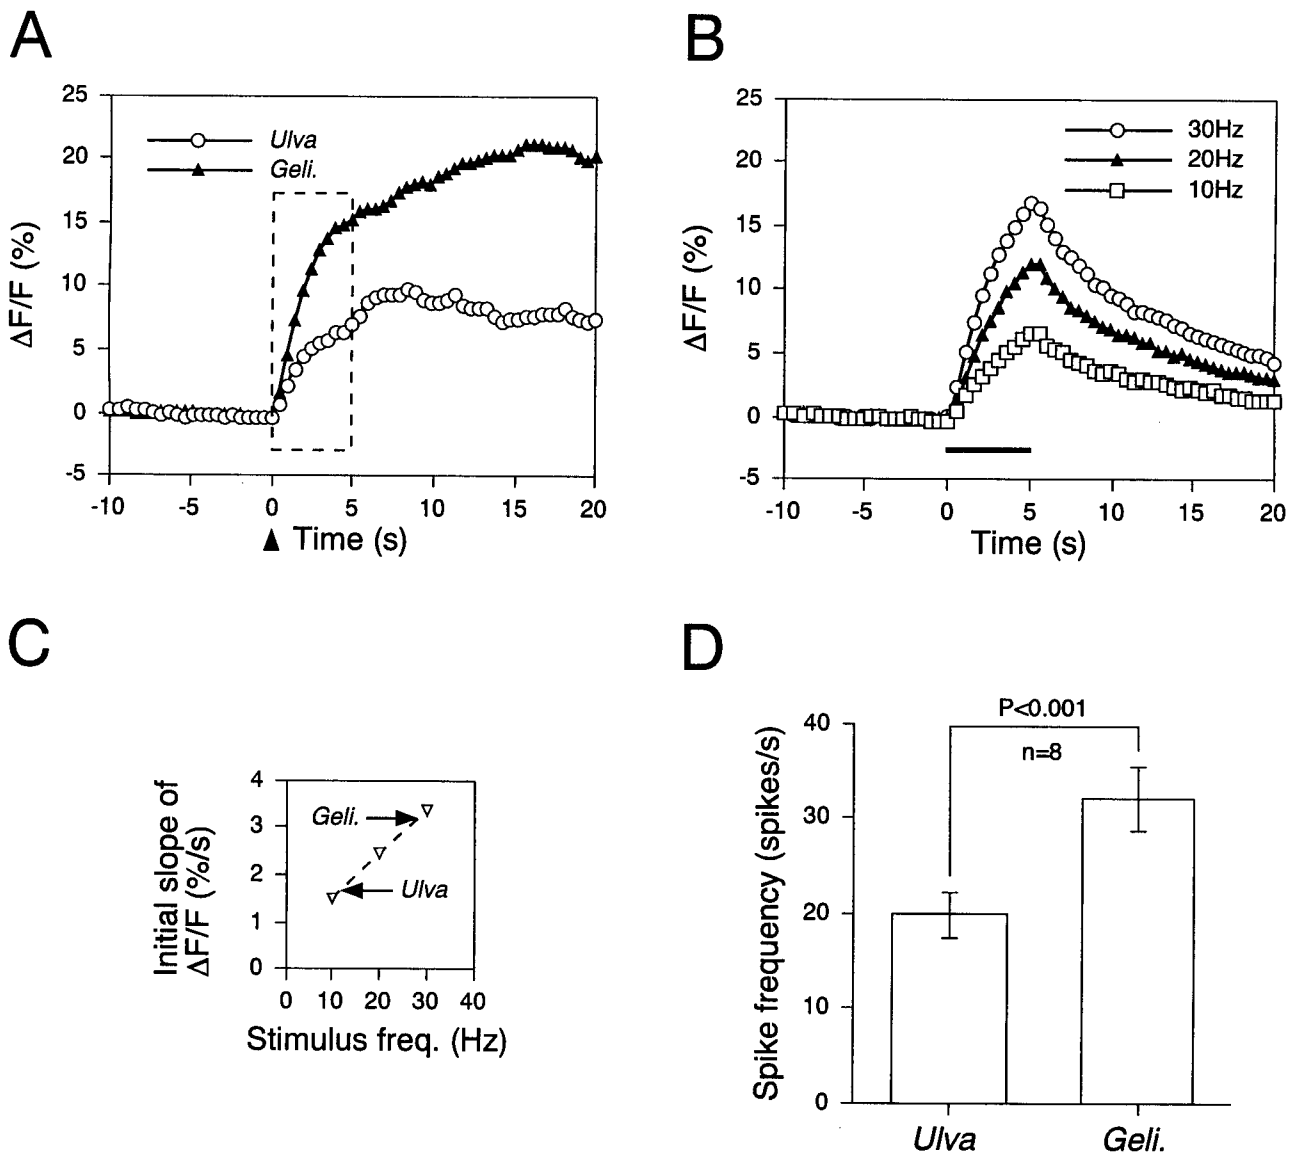 A
25
20
15
10
5
0
-5
ΔF/F (%)
Ulva
Geli.
-10 -5 0 5 10 15 20
Time (s)
B
25
20
15
10
5
0
-5
ΔF/F (%)
30Hz
20Hz
10Hz
-10 -5 0 5 10 15 20
Time (s)
C
4
3
2
1
0
Initial slope of
ΔF/F (%/s)
Geli.
Ulva
0 10 20 30 40
Stimulus freq. (Hz)
D
P<0.001
n=8
40
30
20
10
0
Spike frequency (spikes/s)
Ulva Geli.